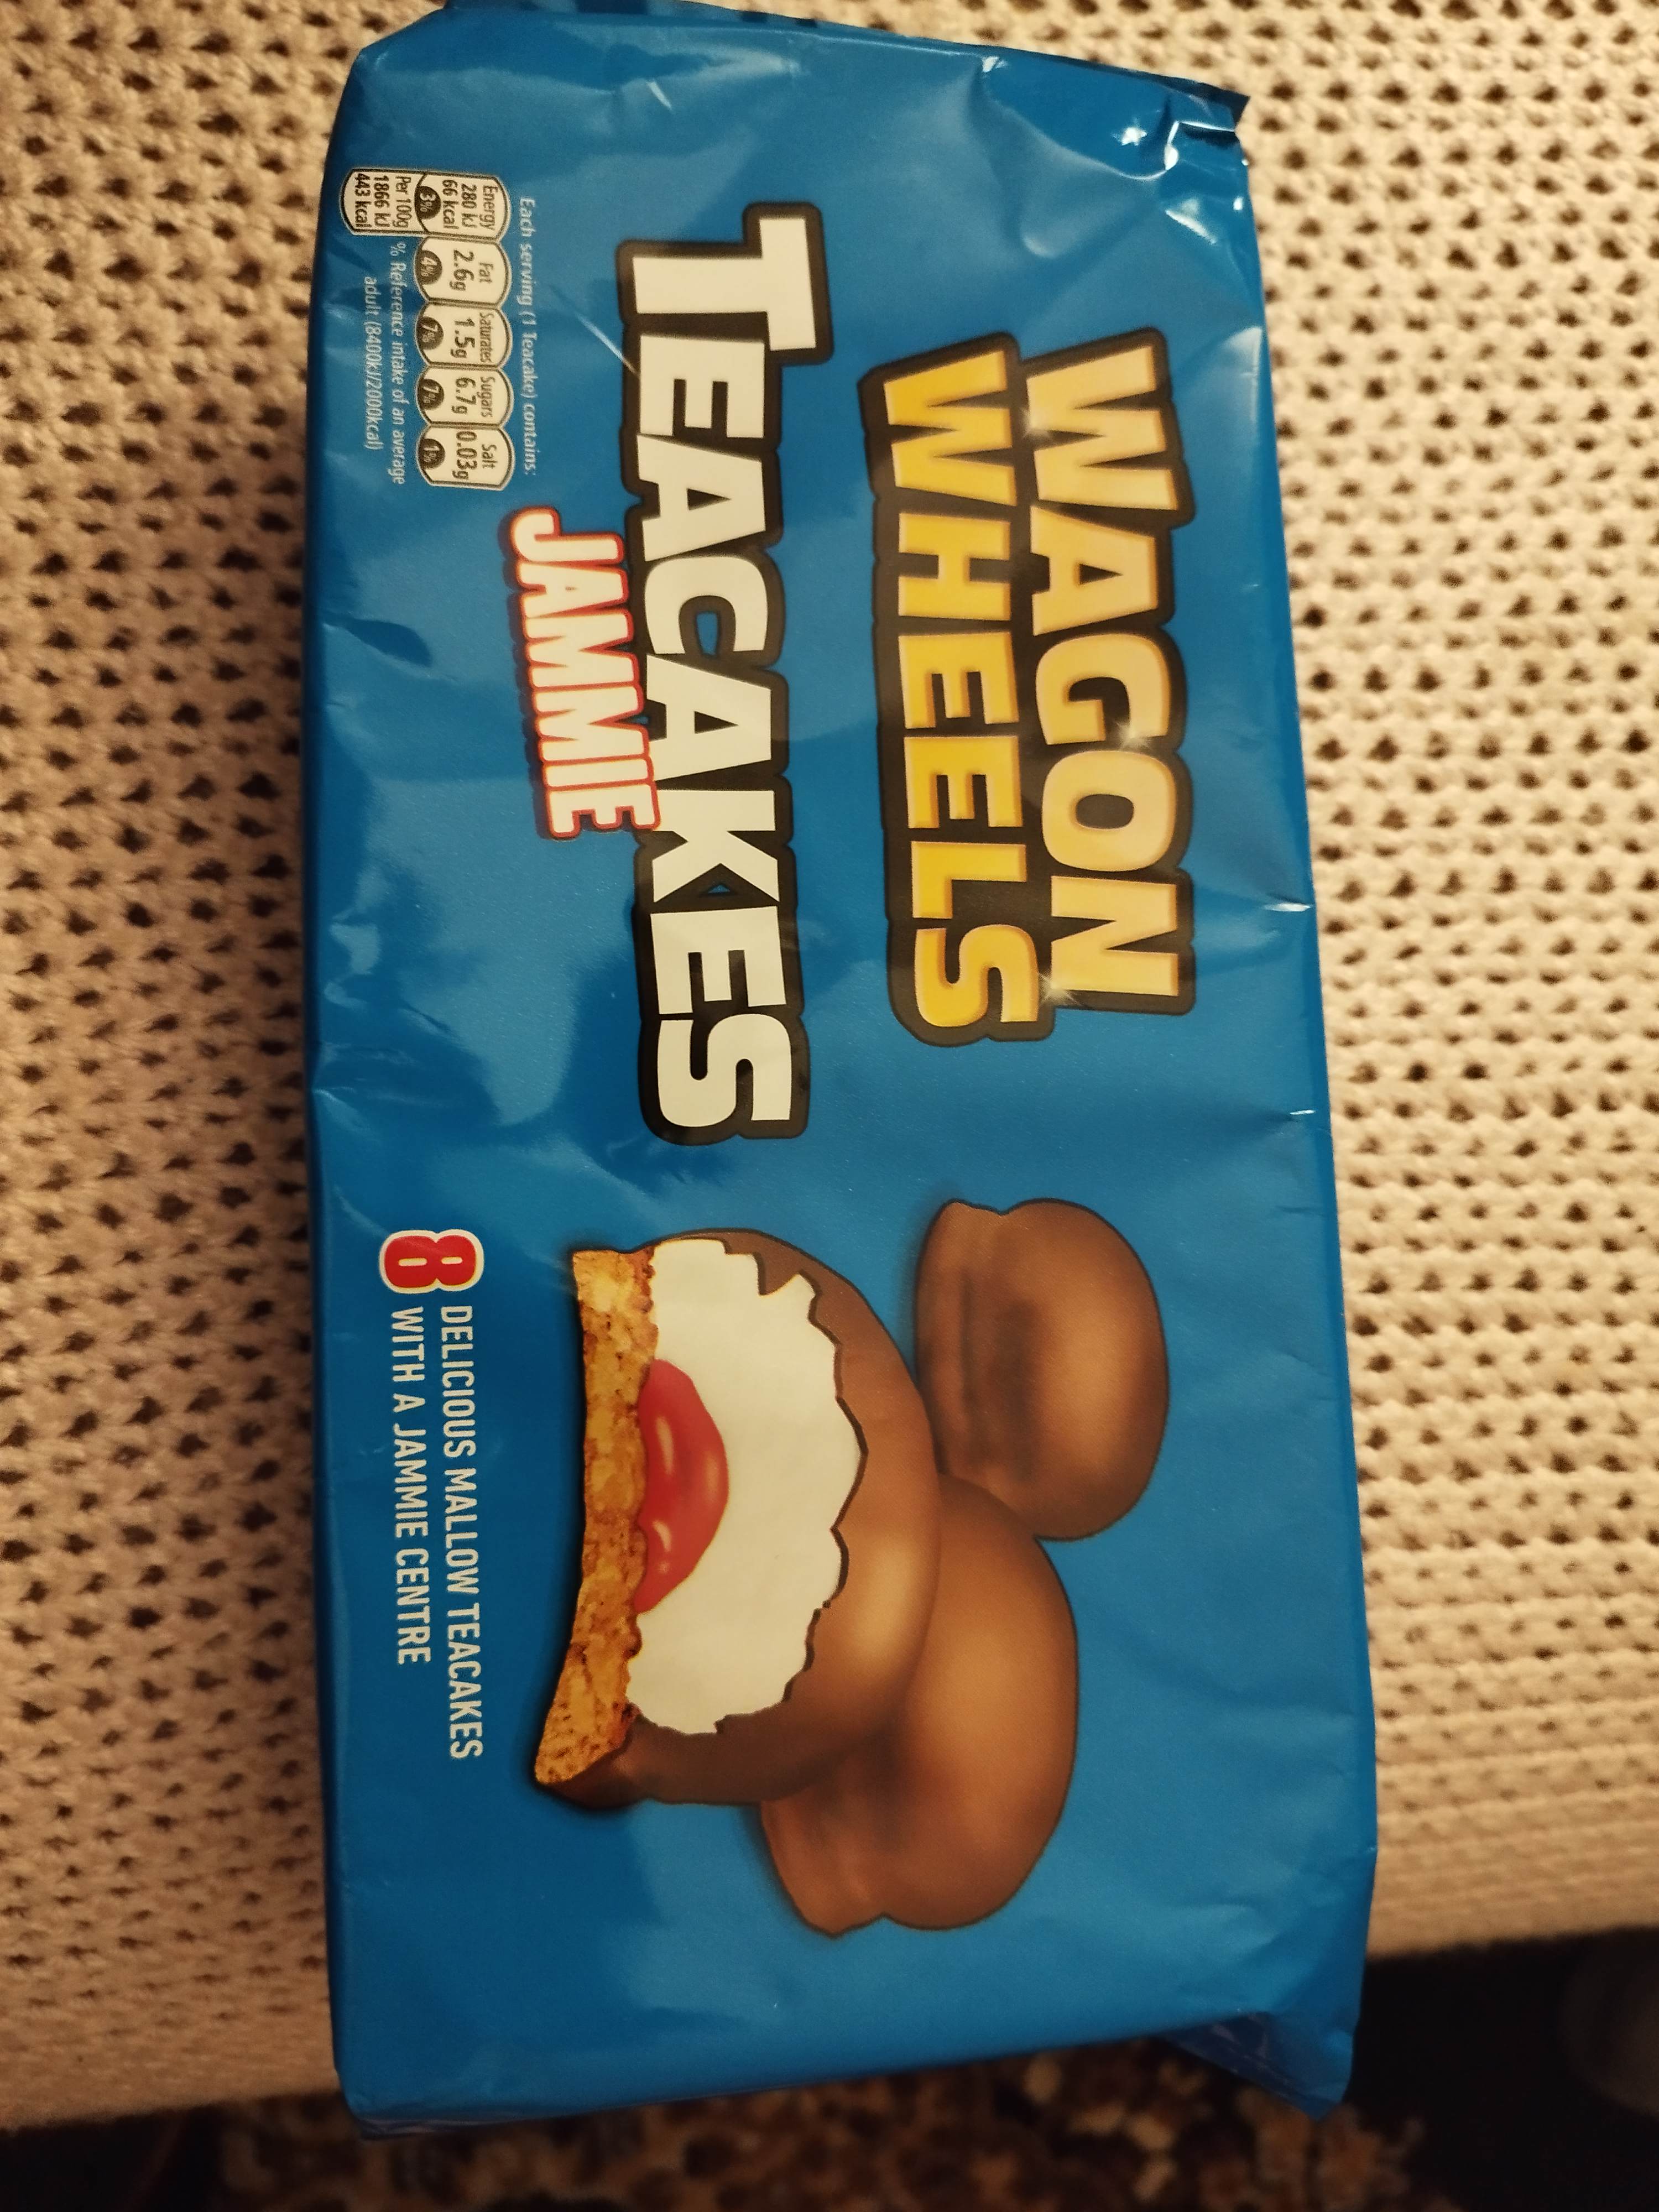 WAGON
WHEELS
TEACAKES
JAMMIE
Each serving (1 Teacake) contains:
Energy
280 kJ
66 kcal
3%
Fat
2.6g
4%
Saturates
1.5g
7%
Sugars
6.7g
7%
Salt
0.03g
1%
Per 100g
1866 kJ
443 kcal
% Reference intake of an average
adult (8400kJ/2000kcal)
8 DELICIOUS MALLOW TEACAKES
WITH A JAMMIE CENTRE